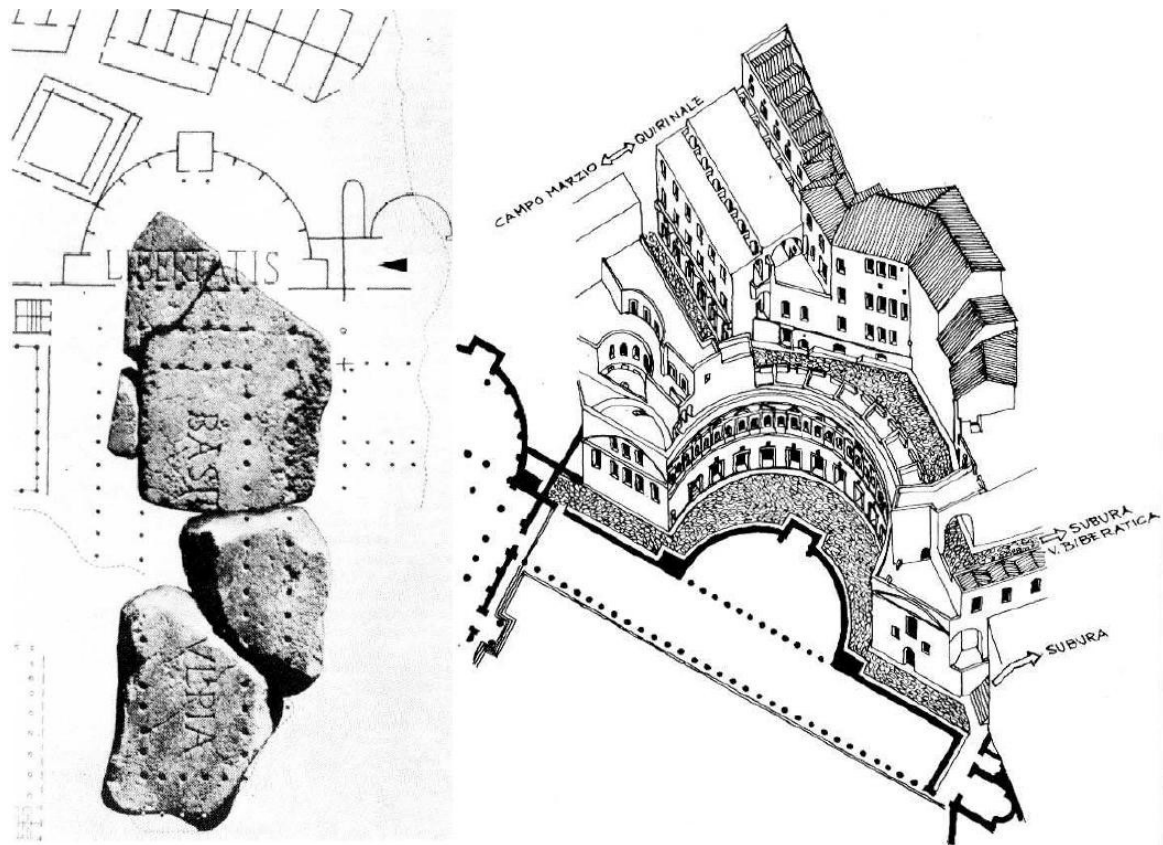 LIBERTATIS
BASI
VLPIA
CAMPO MARZIO
QUIRINALE
SUBURA
V. BIBERATICA
SUBURA